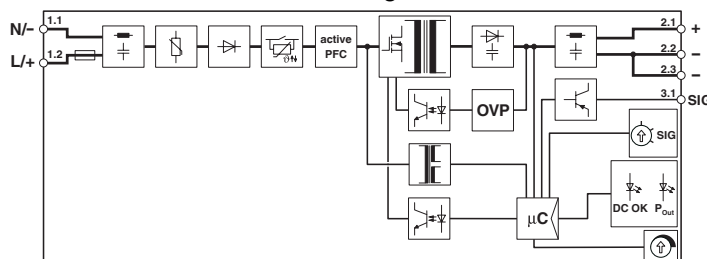 N/–
1.1
L/+
1.2
ϑ
active
PFC
2.1
+
2.2
–
2.3
–
3.1
SIG
OVP
SIG
µC
DC OK
POut